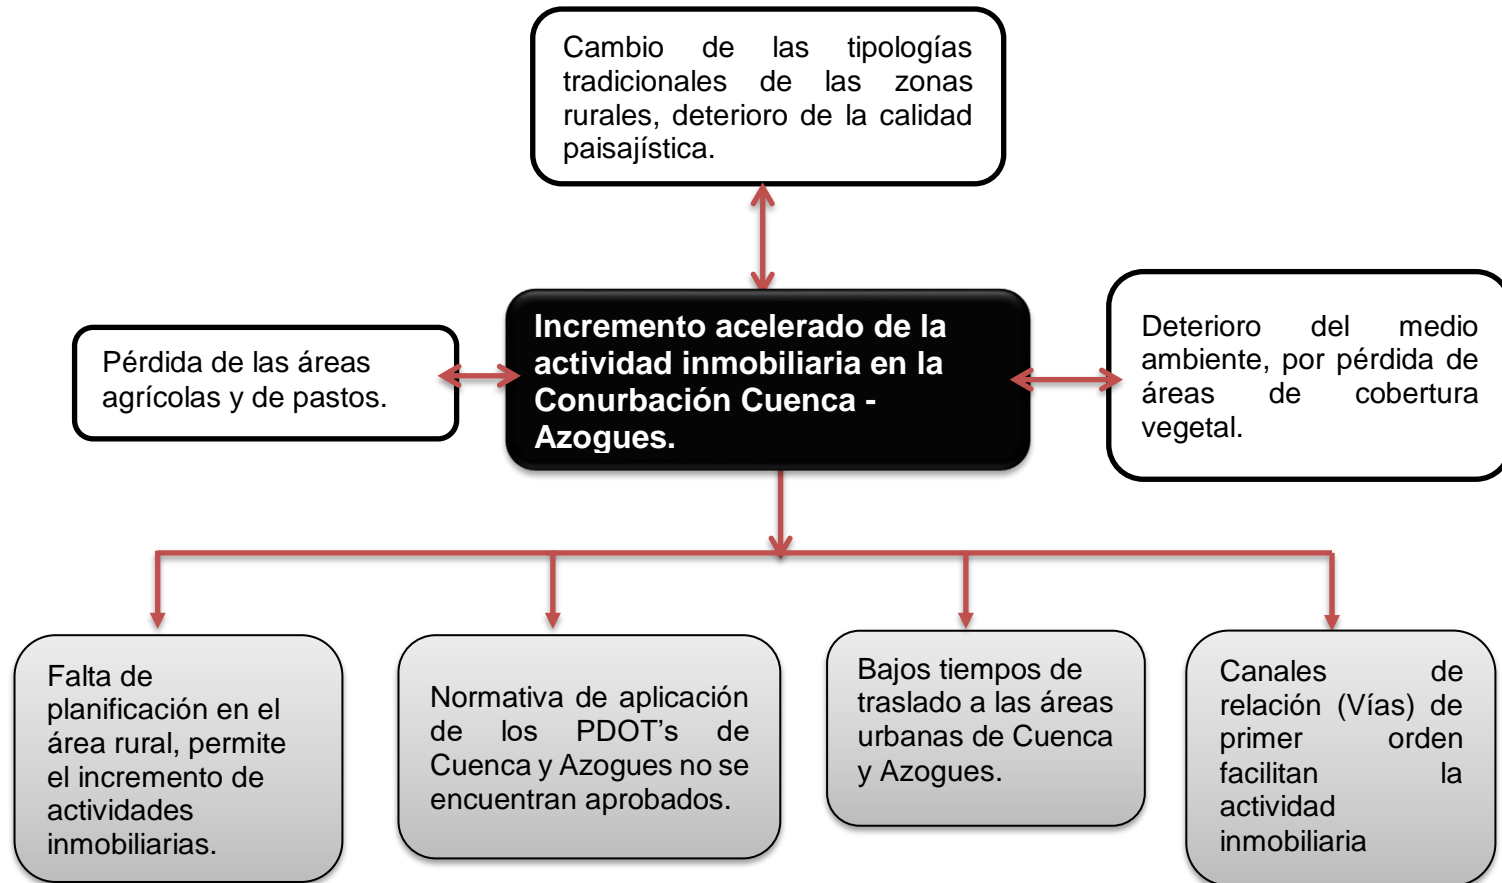 Cambio de las tipologías
tradicionales de las zonas
rurales, deterioro de la calidad
paisajística.
Pérdida de las áreas
agrícolas y de pastos.
Incremento acelerado de la
actividad inmobiliaria en la
Conurbación Cuenca -
Azogues.
Deterioro del medio
ambiente, por pérdida de
áreas de cobertura
vegetal.
Falta de
planificación en el
área rural, permite
el incremento de
actividades
inmobiliarias.
Normativa de aplicación
de los PDOT’s de
Cuenca y Azogues no se
encuentran aprobados.
Bajos tiempos de
traslado a las áreas
urbanas de Cuenca
y Azogues.
Canales de
relación (Vías) de
primer orden
facilitan la
actividad
inmobiliaria